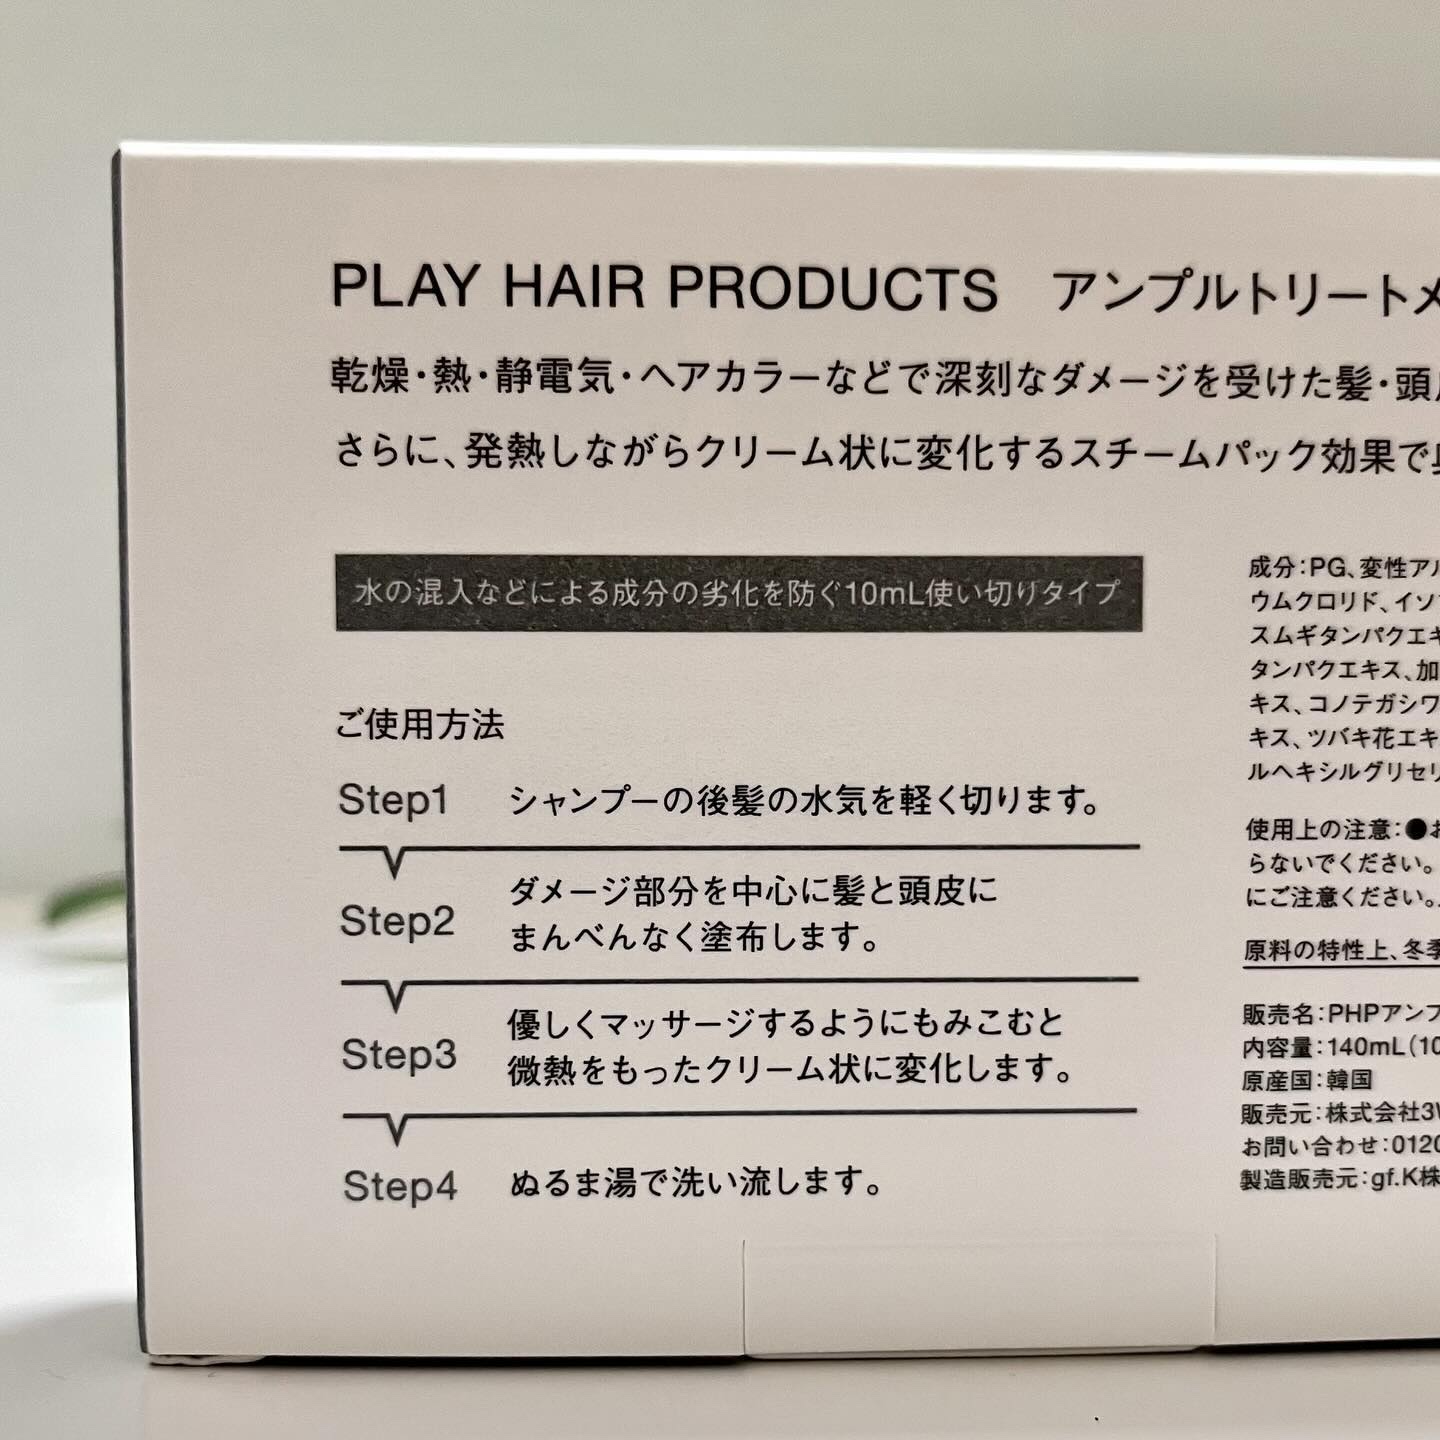 PLAY HAIR PRODUCTS アンプルトリートメ
乾燥・熱・静電気・ヘアカラーなどで深刻なダメージを受けた髪・頭
さらに、発熱しながらクリーム状に変化するスチームパック効果で
水の混入などによる成分の劣化を防ぐ10mL使い切りタイプ
ご使用方法
Step1 シャンプーの後髪の水気を軽く切ります。
Step2 ダメージ部分を中心に髪と頭皮に
まんべんなく塗布します。
Step3 優しくマッサージするようにもみこむと
微熱をもったクリーム状に変化します。
Step4 ぬるま湯で洗い流します。
成分：PG、変性アル
ウムクロリド、イソ
スムギタンパクエキ
タンパクエキス、加
キス、コノテガシワ
キス、ツバキ花エキ
ルヘキシルグリセリ
使用上の注意：●お
らないでください。
にご注意ください。
原料の特性上、冬季
販売名：PHPアンプ
内容量：140mL（10
原産国：韓国
販売元：株式会社3W
お問い合わせ：0120
製造販売元：gf.K株